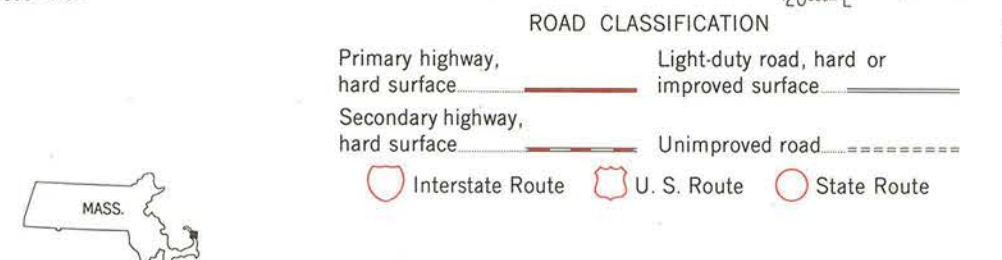 ROAD CLASSIFICATION
Primary highway,
hard surface
Light-duty road, hard or
improved surface
Secondary highway,
hard surface
Unimproved road
Interstate Route
U. S. Route
State Route
MASS.